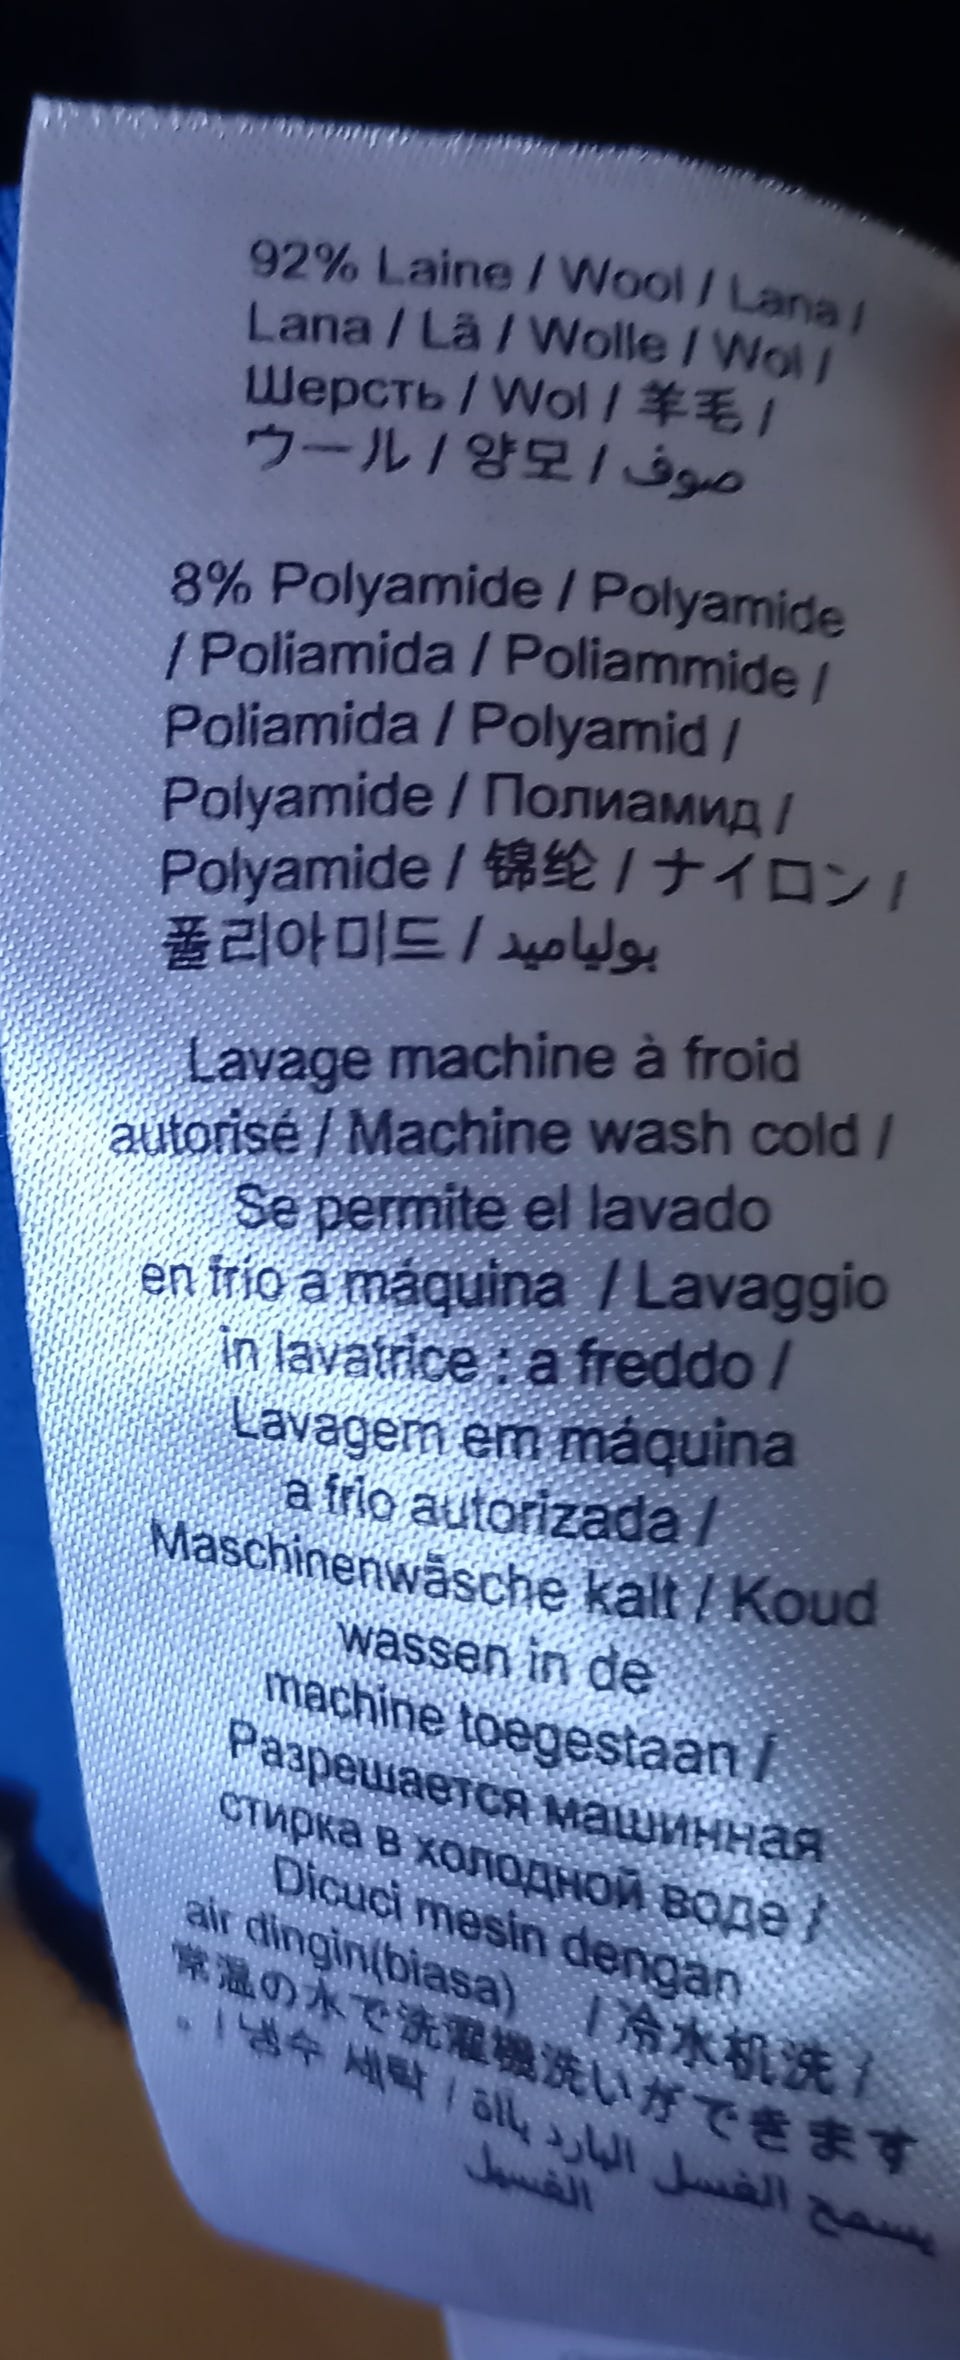 92% Laine / Wool / Lana /
Lana / Lã / Wolle / Wol /
Шерсть / Wol / 羊毛 /
ウール / 양모 / صوف
8% Polyamide / Polyamide
/ Poliamida / Poliammide /
Poliamida / Polyamid /
Polyamide / Полиамид /
Polyamide / 锦纶 / ナイロン /
폴리아미드 / بولياميد
Lavage machine à froid
autorisé / Machine wash cold /
Se permite el lavado
en frío a máquina / Lavaggio
in lavatrice : a freddo /
Lavagem em máquina
a frio autorizada /
Maschinenwäsche kalt / Koud
wassen in de
machine toegestaan /
Разрешается машинная
стирка в холодной воде /
Dicuci mesin dengan
air dingin(biasa) / 冷水机洗 /
常温の水で洗濯機洗いができます
。/ 냉수 세탁 / يسمح الغسل البارد بالة
الغسيل